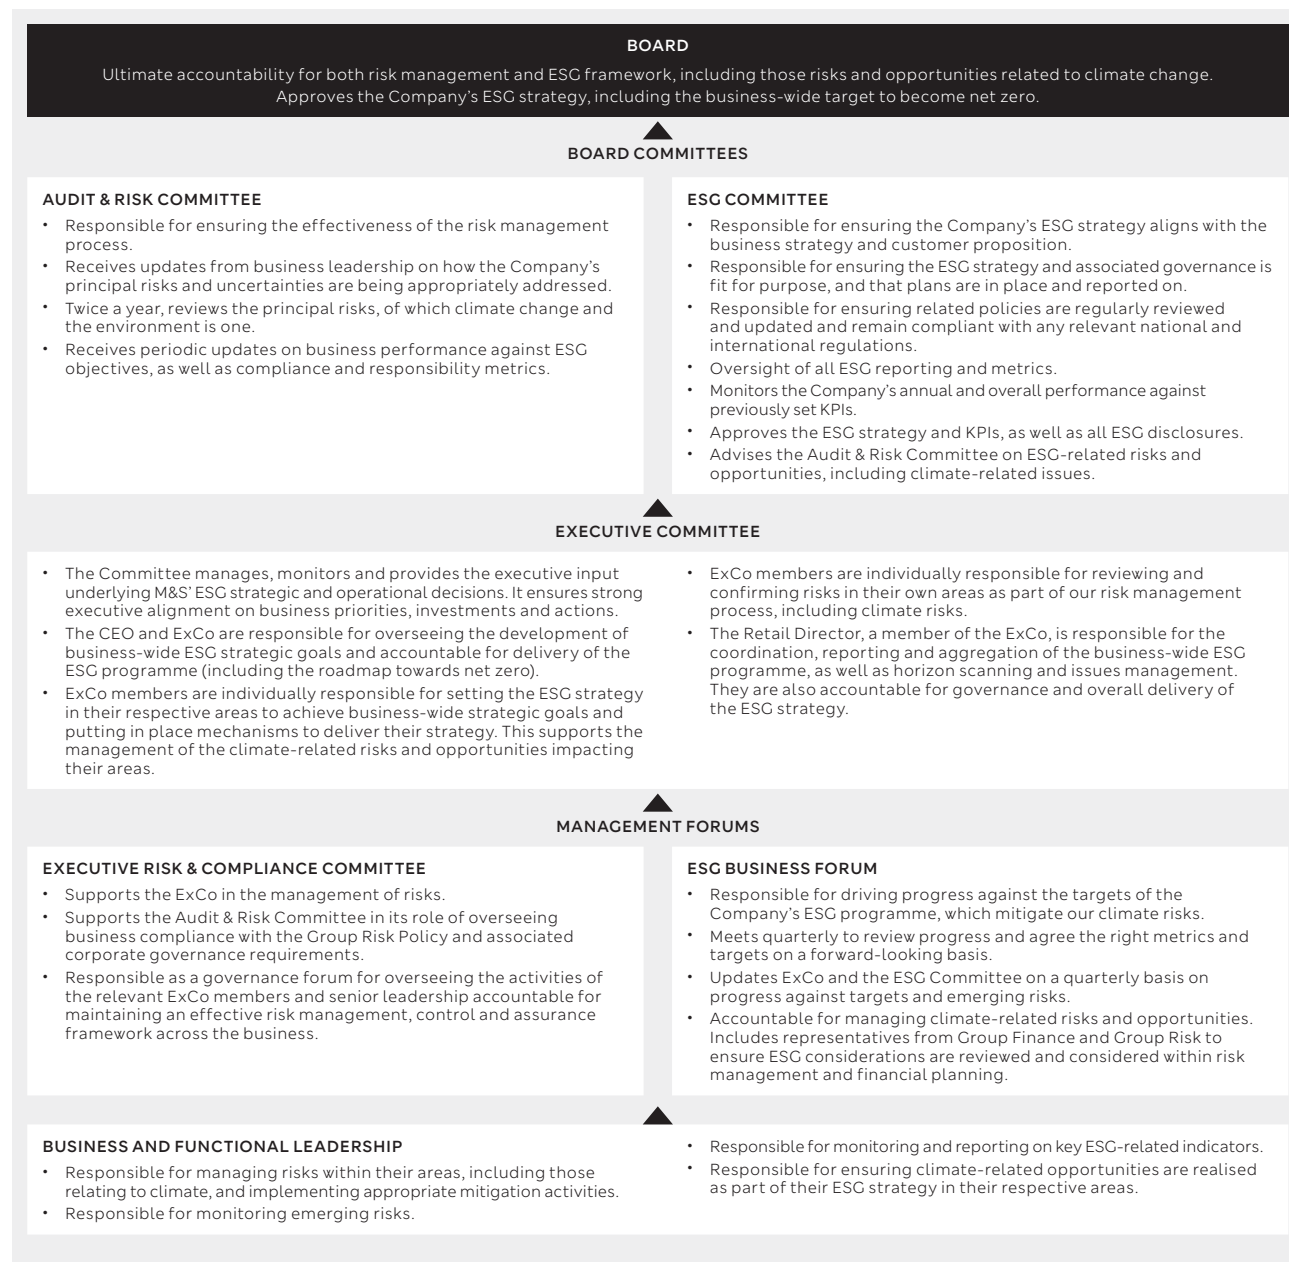 BOARD
Ultimate accountability for both risk management and ESG framework, including those risks and opportunities related to climate change.
Approves the Company's ESG strategy, including the business-wide target to become net zero.
BOARD COMMITTEES
AUDIT & RISK COMMITTEE
• Responsible for ensuring the effectiveness of the risk management
process.
• Receives updates from business leadership on how the Company's
principal risks and uncertainties are being appropriately addressed.
• Twice a year, reviews the principal risks, of which climate change and
the environment is one.
• Receives periodic updates on business performance against ESG
objectives, as well as compliance and responsibility metrics.
ESG COMMITTEE
• Responsible for ensuring the Company's ESG strategy aligns with the
business strategy and customer proposition.
• Responsible for ensuring the ESG strategy and associated governance is
fit for purpose, and that plans are in place and reported on.
• Responsible for ensuring related policies are regularly reviewed
and updated and remain compliant with any relevant national and
international regulations.
• Oversight of all ESG reporting and metrics.
• Monitors the Company's annual and overall performance against
previously set KPIs.
• Approves the ESG strategy and KPIs, as well as all ESG disclosures.
• Advises the Audit & Risk Committee on ESG-related risks and
opportunities, including climate-related issues.
EXECUTIVE COMMITTEE
• The Committee manages, monitors and provides the executive input
underlying M&S' ESG strategic and operational decisions. It ensures strong
executive alignment on business priorities, investments and actions.
• The CEO and ExCo are responsible for overseeing the development of
business-wide ESG strategic goals and accountable for delivery of the
ESG programme (including the roadmap towards net zero).
• ExCo members are individually responsible for setting the ESG strategy
in their respective areas to achieve business-wide strategic goals and
putting in place mechanisms to deliver their strategy. This supports the
management of the climate-related risks and opportunities impacting
their areas.
• ExCo members are individually responsible for reviewing and
confirming risks in their own areas as part of our risk management
process, including climate risks.
• The Retail Director, a member of the ExCo, is responsible for the
coordination, reporting and aggregation of the business-wide ESG
programme, as well as horizon scanning and issues management.
They are also accountable for governance and overall delivery of
the ESG strategy.
MANAGEMENT FORUMS
EXECUTIVE RISK & COMPLIANCE COMMITTEE
• Supports the ExCo in the management of risks.
• Supports the Audit & Risk Committee in its role of overseeing
business compliance with the Group Risk Policy and associated
corporate governance requirements.
• Responsible as a governance forum for overseeing the activities of
the relevant ExCo members and senior leadership accountable for
maintaining an effective risk management, control and assurance
framework across the business.
ESG BUSINESS FORUM
• Responsible for driving progress against the targets of the
Company's ESG programme, which mitigate our climate risks.
• Meets quarterly to review progress and agree the right metrics and
targets on a forward-looking basis.
• Updates ExCo and the ESG Committee on a quarterly basis on
progress against targets and emerging risks.
• Accountable for managing climate-related risks and opportunities.
Includes representatives from Group Finance and Group Risk to
ensure ESG considerations are reviewed and considered within risk
management and financial planning.
BUSINESS AND FUNCTIONAL LEADERSHIP
• Responsible for managing risks within their areas, including those
relating to climate, and implementing appropriate mitigation activities.
• Responsible for monitoring emerging risks.
• Responsible for monitoring and reporting on key ESG-related indicators.
• Responsible for ensuring climate-related opportunities are realised
as part of their ESG strategy in their respective areas.